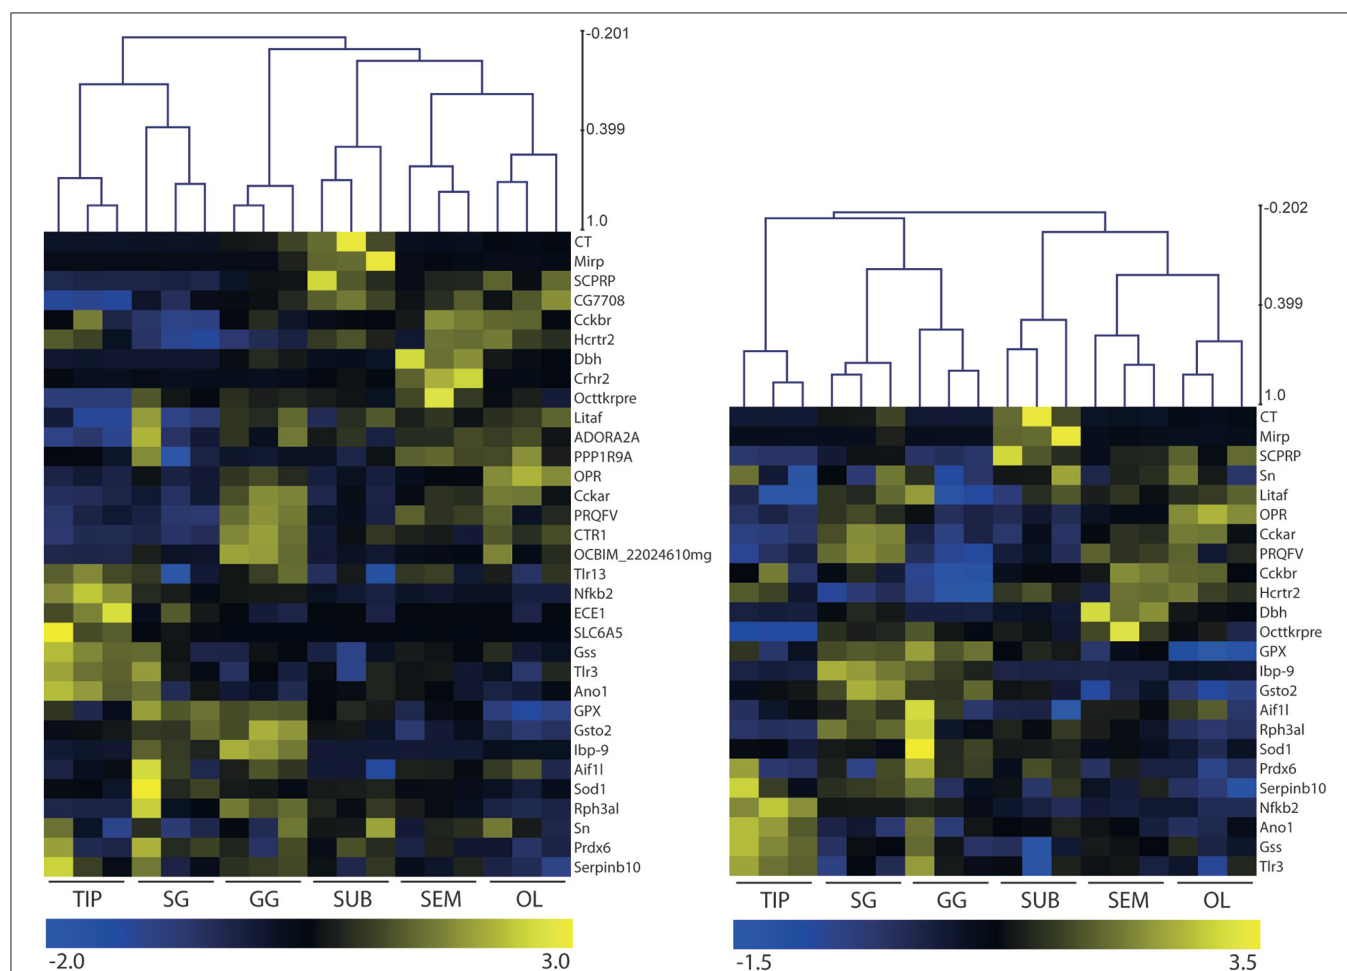 -0.201
0.399
1.0
CT
Mirp
SCPRP
CG7708
Cckbr
Hcrtr2
Dbh
Crhr2
Octtkrpre
Litaf
ADORA2A
PPP1R9A
OPR
Cckar
PRQFV
CTR1
OCBIM_22024610mg
Tlr13
Nfkb2
ECE1
SLC6A5
Gss
Tlr3
Ano1
GPX
Gsto2
Ibp-9
Aif1l
Sod1
Rph3al
Sn
Prdx6
Serpinb10
TIP SG GG SUB SEM OL
-2.0 3.0
-0.202
0.399
1.0
CT
Mirp
SCPRP
Sn
Litaf
OPR
Cckar
PRQFV
Cckbr
Hcrtr2
Dbh
Octtkrpre
GPX
Ibp-9
Gsto2
Aif1l
Rph3al
Sod1
Prdx6
Serpinb10
Nfkb2
Ano1
Gss
Tlr3
TIP SG GG SUB SEM OL
-1.5 3.5